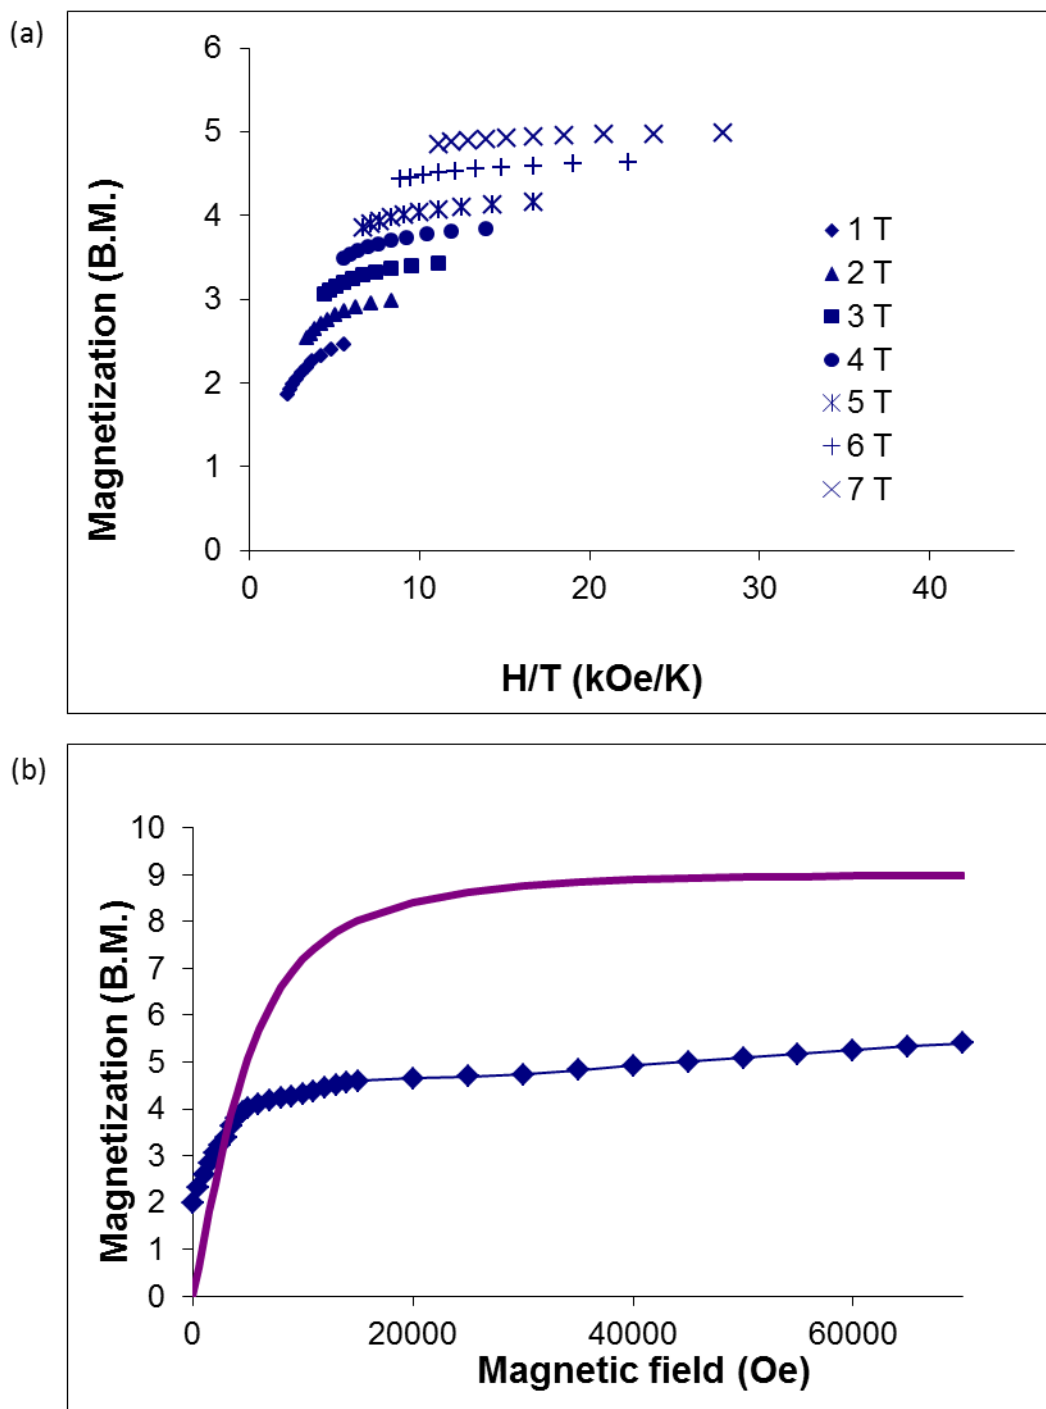 (a)
6
5
4
3
2
1
0
Magnetization (B.M.)
0 10 20 30 40
H/T (kOe/K)
1 T
2 T
3 T
4 T
5 T
6 T
7 T
(b)
10
9
8
7
6
5
4
3
2
1
0
Magnetization (B.M.)
0 20000 40000 60000
Magnetic field (Oe)